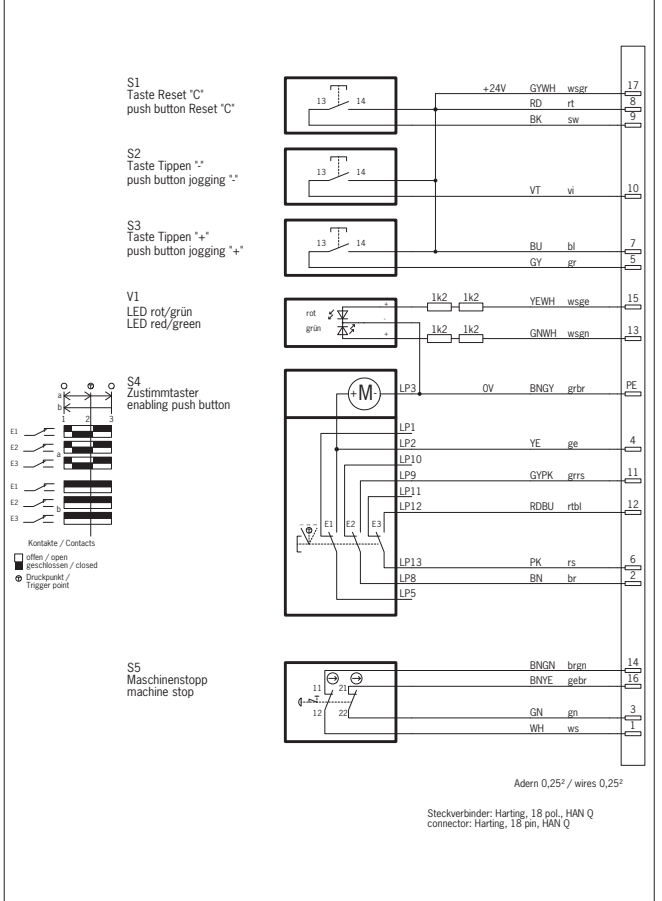 S1
Taste Reset "C"
push button Reset "C"
13 14
+24V GYWH wsgr 17
RD rt 8
BK sw 9
S2
Taste Tippen "-"
push button jogging "-"
13 14
VT vi 10
S3
Taste Tippen "+"
push button jogging "+"
13 14
BU bl 7
GY gr 5
V1
LED rot/grün
LED red/green
rot +
-
grün +
1k2 1k2 YEWH wsge 15
1k2 1k2 GNWH wsgn 13
S4
Zustimmtaster
enabling push button
+M-
LP3 0V BNGY grbr PE
LP1
LP2 YE ge 4
LP10
LP9 GYPK grrs 11
LP11
LP12 RDBU rtbl 12
E1 E2 E3
LP13 PK rs 6
LP8 BN br 2
LP5
a
b
1 2 3
E1
E2 a
E3
E1
E2
b
E3
Kontakte / Contacts
offen / open
geschlossen / closed
Druckpunkt /
Trigger point
S5
Maschinenstopp
machine stop
11 21
12 22
BNGN brgn 14
BNYE gebr 16
GN gn 3
WH ws 1
Adern 0,25² / wires 0,25²
Steckverbinder: Harting, 18 pol., HAN Q
connector: Harting, 18 pin, HAN Q